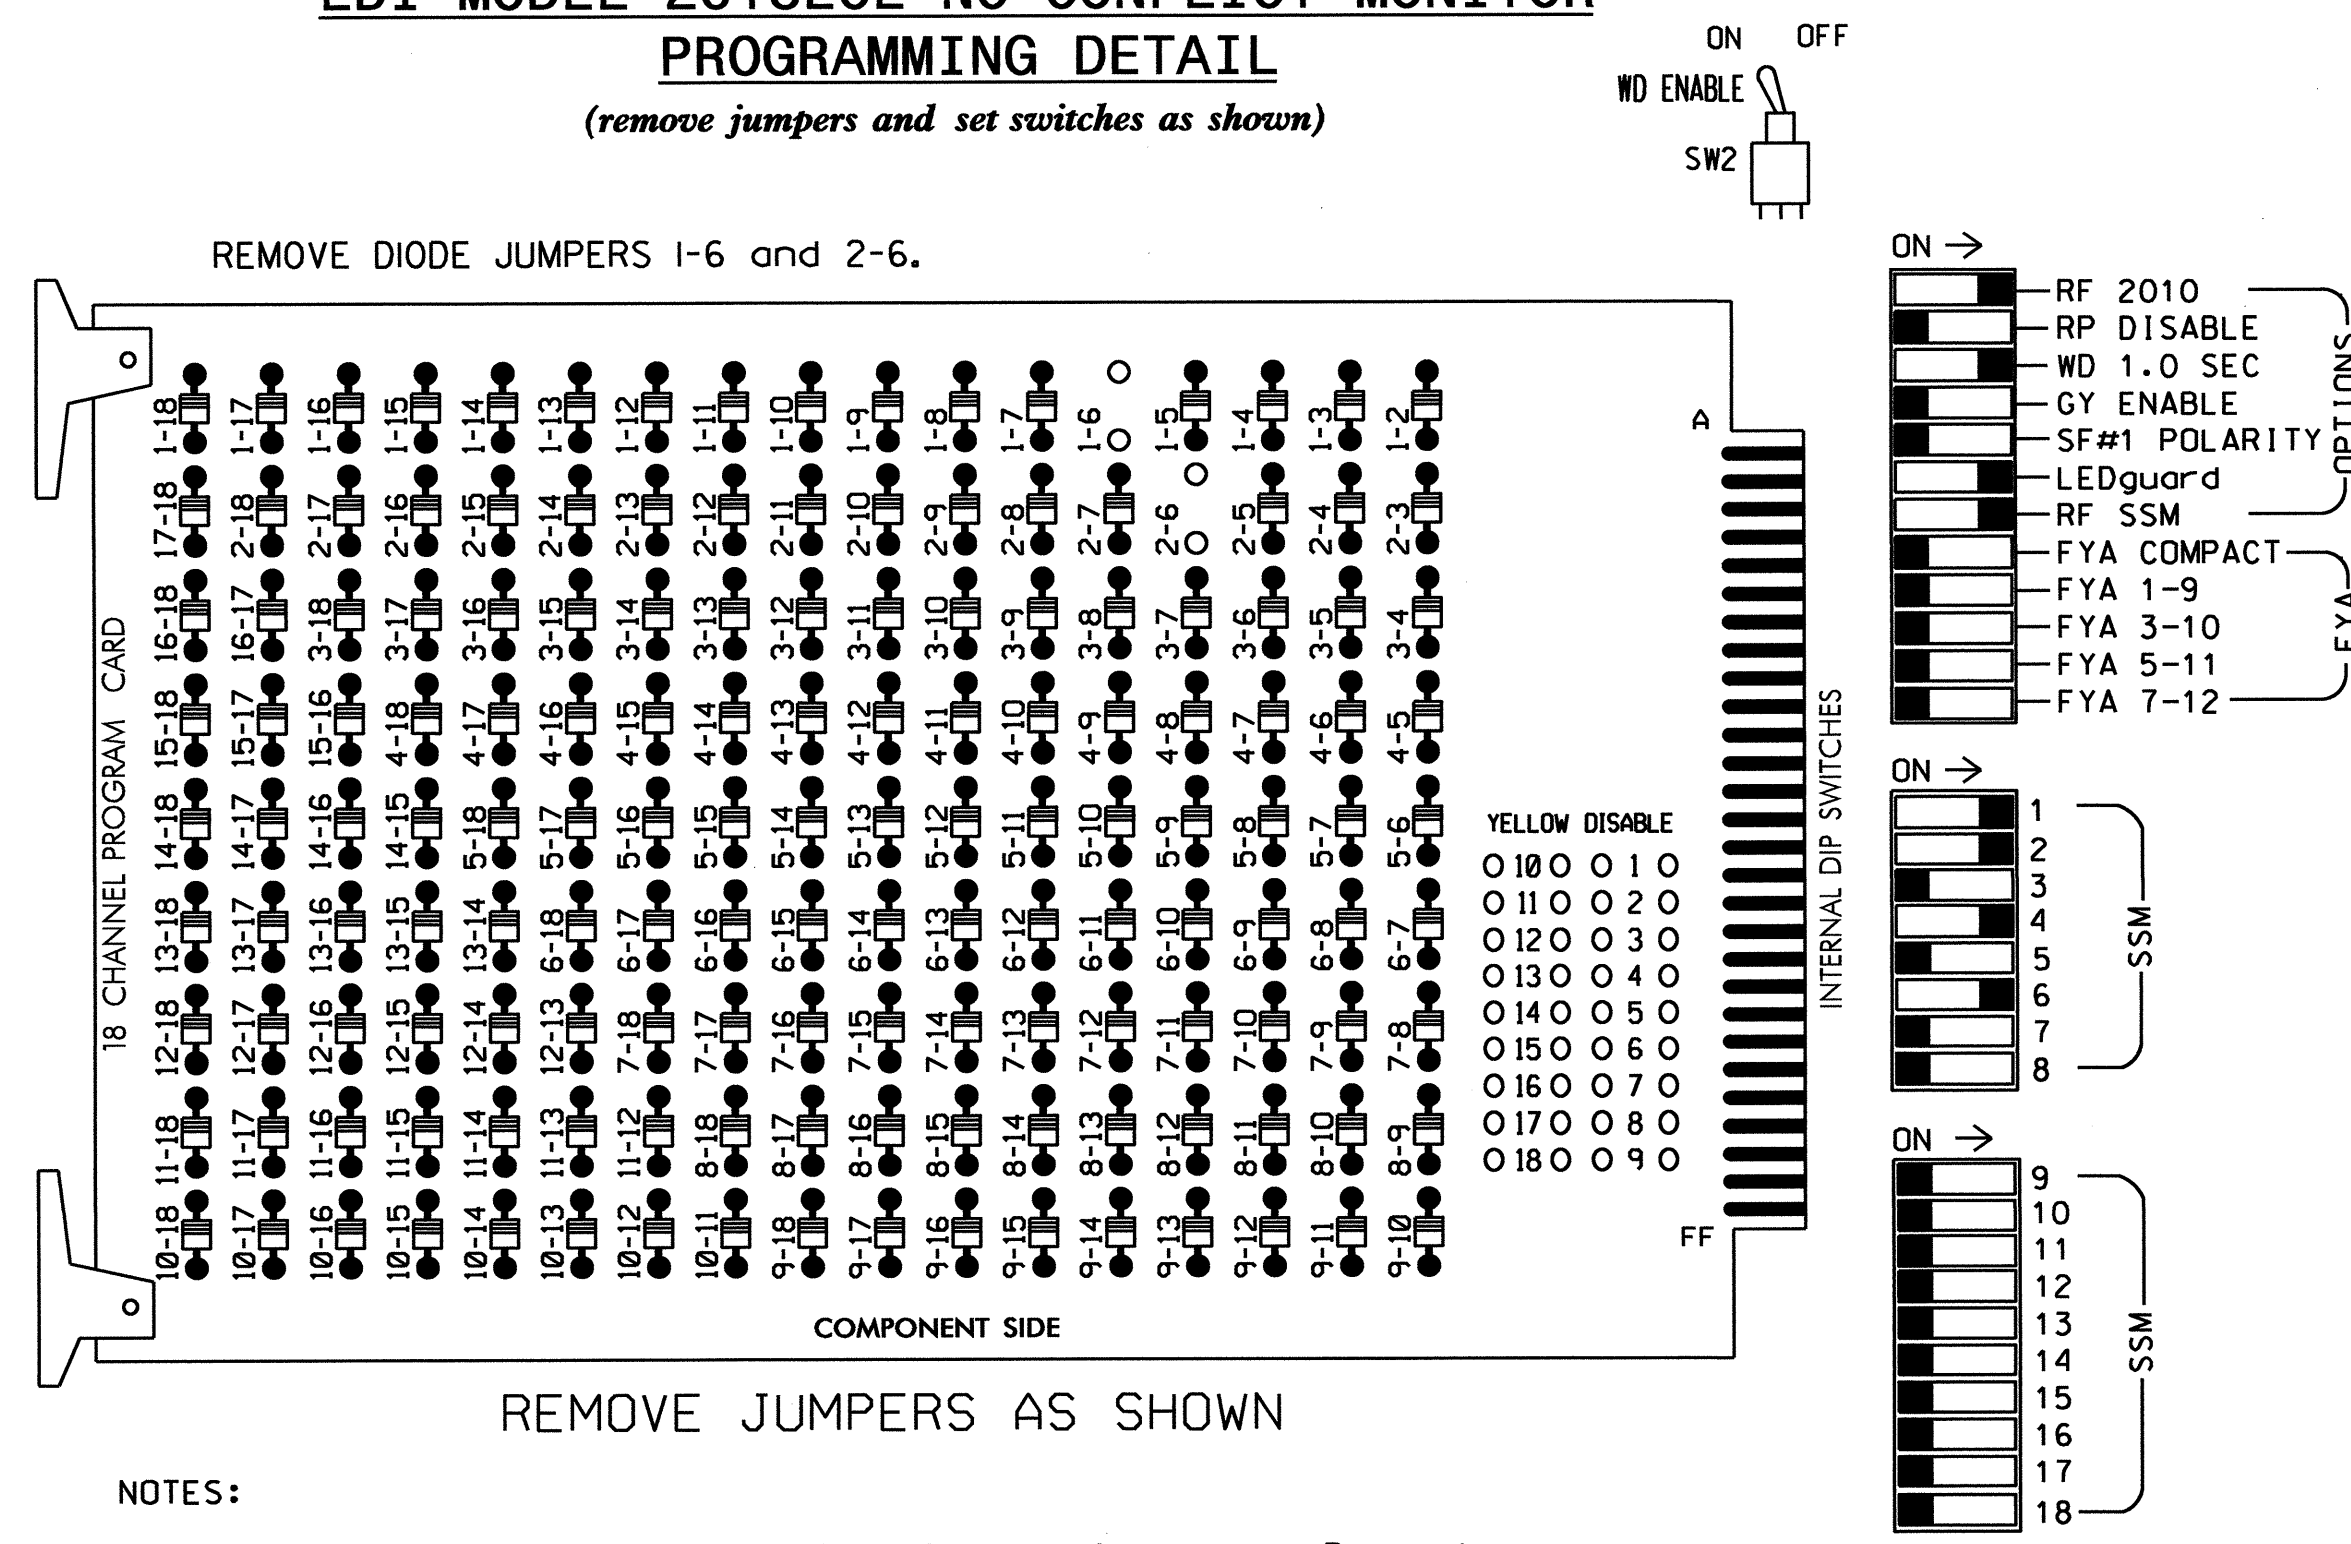 EDI MODEL 2018ECL-NC CONFLICT MONITOR
PROGRAMMING DETAIL
(remove jumpers and set switches as shown)
ON OFF
WD ENABLE
SW2
REMOVE DIODE JUMPERS 1-6 and 2-6.
ON →
RF 2010
RP DISABLE
WD 1.0 SEC
GY ENABLE
SF#1 POLARITY
LEDguard
RF SSM
FYA COMPACT
FYA 1-9
FYA 3-10
FYA 5-11
FYA 7-12
OPTIONS
FYA
18 CHANNEL PROGRAM CARD
1-18 1-17 1-16 1-15 1-14 1-13 1-12 1-11 1-10 1-9 1-8 1-7 1-6 1-5 1-4 1-3 1-2
17-18 2-18 2-17 2-16 2-15 2-14 2-13 2-12 2-11 2-10 2-9 2-8 2-7 2-6 2-5 2-4 2-3
16-18 16-17 3-18 3-17 3-16 3-15 3-14 3-13 3-12 3-11 3-10 3-9 3-8 3-7 3-6 3-5 3-4
15-18 15-17 15-16 4-18 4-17 4-16 4-15 4-14 4-13 4-12 4-11 4-10 4-9 4-8 4-7 4-6 4-5
14-18 14-17 14-16 14-15 5-18 5-17 5-16 5-15 5-14 5-13 5-12 5-11 5-10 5-9 5-8 5-7 5-6
13-18 13-17 13-16 13-15 13-14 6-18 6-17 6-16 6-15 6-14 6-13 6-12 6-11 6-10 6-9 6-8 6-7
12-18 12-17 12-16 12-15 12-14 12-13 7-18 7-17 7-16 7-15 7-14 7-13 7-12 7-11 7-10 7-9 7-8
11-18 11-17 11-16 11-15 11-14 11-13 11-12 8-18 8-17 8-16 8-15 8-14 8-13 8-12 8-11 8-10 8-9
10-18 10-17 10-16 10-15 10-14 10-13 10-12 10-11 9-18 9-17 9-16 9-15 9-14 9-13 9-12 9-11 9-10
A
YELLOW DISABLE
10 1
11 2
12 3
13 4
14 5
15 6
16 7
17 8
18 9
FF
INTERNAL DIP SWITCHES
COMPONENT SIDE
ON →
1
2
3
4
5
6
7
8
SSM
ON →
9
10
11
12
13
14
15
16
17
18
SSM
REMOVE JUMPERS AS SHOWN
NOTES: